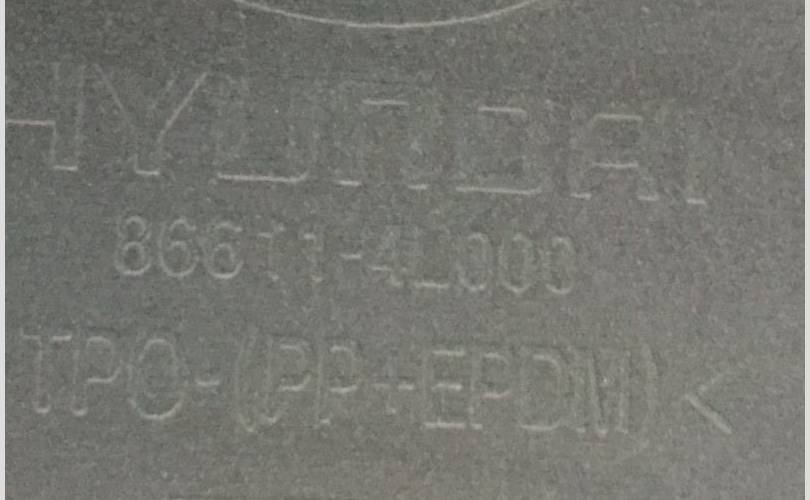 HYUNDAI
86611-4L000
TPO-(PP+EPDM)<